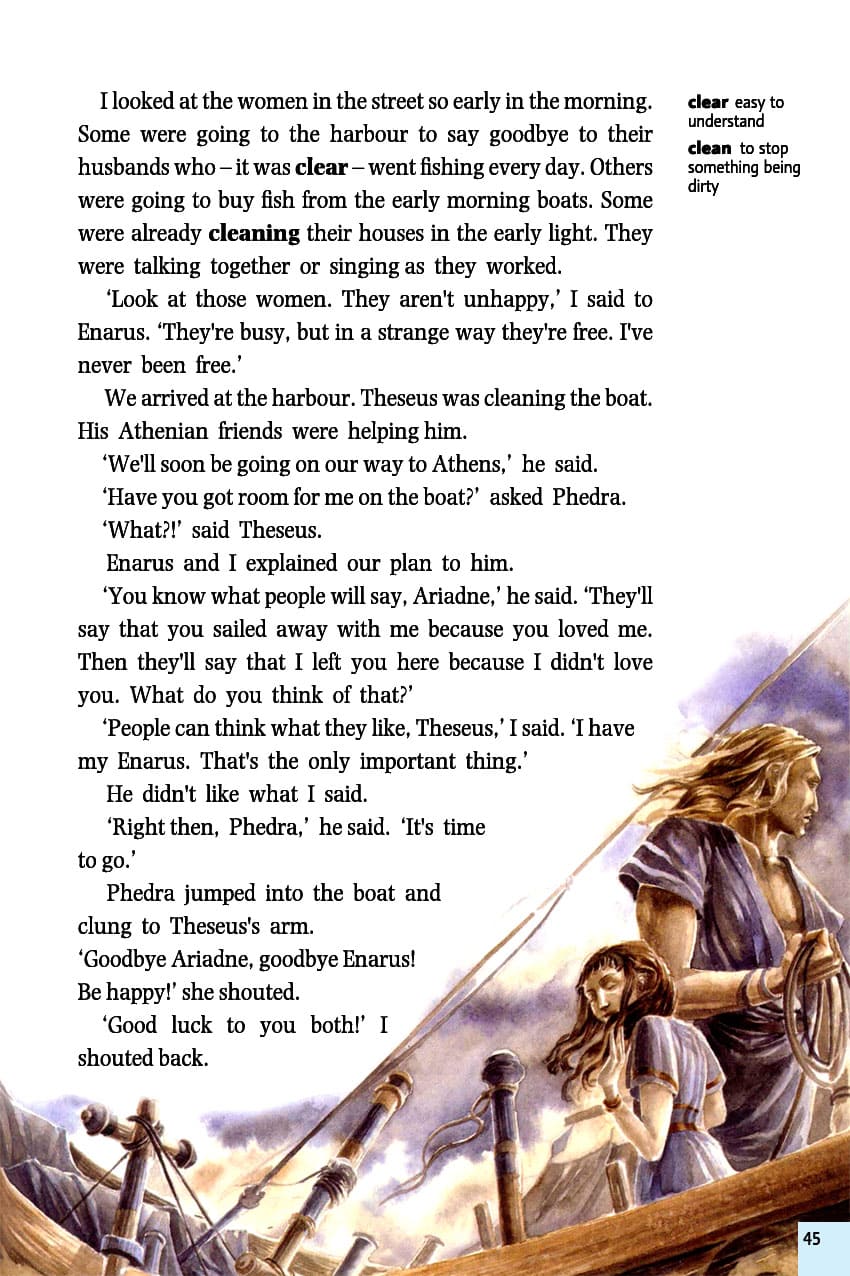 I looked at the women in the street so early in the morning.
Some were going to the harbour to say goodbye to their
husbands who – it was clear – went fishing every day. Others
were going to buy fish from the early morning boats. Some
were already cleaning their houses in the early light. They
were talking together or singing as they worked.
‘Look at those women. They aren't unhappy,’ I said to
Enarus. ‘They're busy, but in a strange way they're free. I've
never been free.’
We arrived at the harbour. Theseus was cleaning the boat.
His Athenian friends were helping him.
‘We'll soon be going on our way to Athens,’ he said.
‘Have you got room for me on the boat?’ asked Phedra.
‘What?!’ said Theseus.
Enarus and I explained our plan to him.
‘You know what people will say, Ariadne,’ he said. ‘They'll
say that you sailed away with me because you loved me.
Then they'll say that I left you here because I didn't love
you. What do you think of that?’
‘People can think what they like, Theseus,’ I said. ‘I have
my Enarus. That's the only important thing.’
He didn't like what I said.
‘Right then, Phedra,’ he said. ‘It's time
to go.’
Phedra jumped into the boat and
clung to Theseus's arm.
‘Goodbye Ariadne, goodbye Enarus!
Be happy!’ she shouted.
‘Good luck to you both!’ I
shouted back.
clear easy to
understand
clean to stop
something being
dirty
45